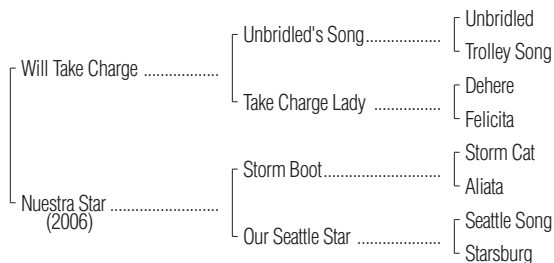 Will Take Charge ..................
Nuestra Star ..........................
(2006)
Unbridled's Song..................
Take Charge Lady ................
Storm Boot............................
Our Seattle Star ....................
Unbridled
Trolley Song
Dehere
Felicita
Storm Cat
Aliata
Seattle Song
Starsburg